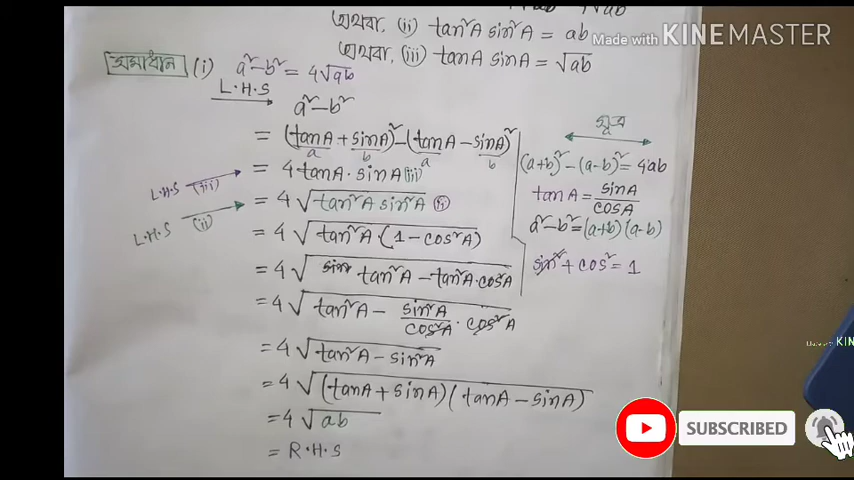 অথবা, (ii) tan²A sin²A = ab
Made with KINEMASTER
অথবা, (iii) tanA sinA = √ab
সমাধান (i) a²-b² = 4√ab
L.H.S
a²-b²
= (tanA + sinA)² - (tanA - sinA)²
a b a b
= 4 tanA · sinA (iii)
L.H.S (iii)
= 4 √tan²A sin²A (ii)
L.H.S (ii)
= 4 √tan²A · (1 - cos²A)
= 4 √tan²A - tan²A · cos²A
= 4 √tan²A - sin²A/cos²A · cos²A
= 4 √tan²A - sin²A
= 4 √(tanA + sinA) (tanA - sinA)
= 4 √ab
= R.H.S
সূত্র
(a+b)² - (a-b)² = 4ab
tanA = sinA/cosA
a²-b² = (a+b) (a-b)
sin² + cos² = 1
KIN
SUBSCRIBED